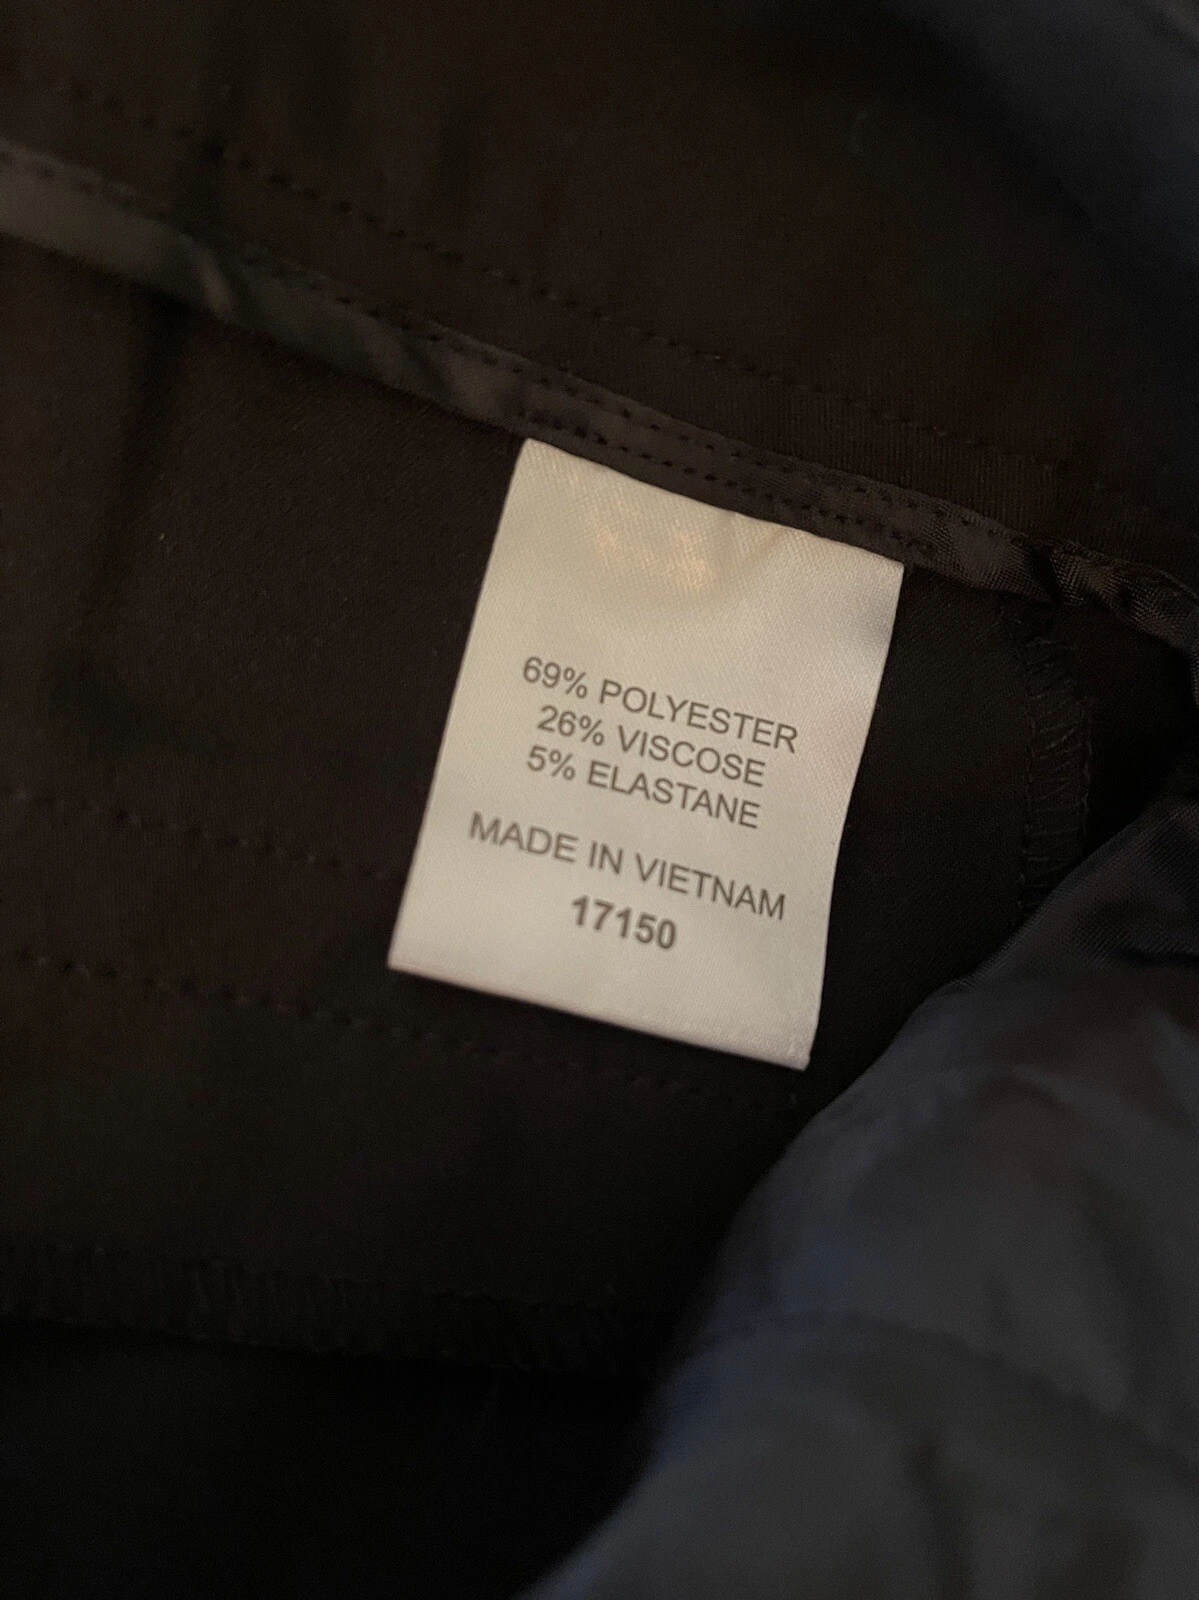 69% POLYESTER
26% VISCOSE
5% ELASTANE
MADE IN VIETNAM
17150